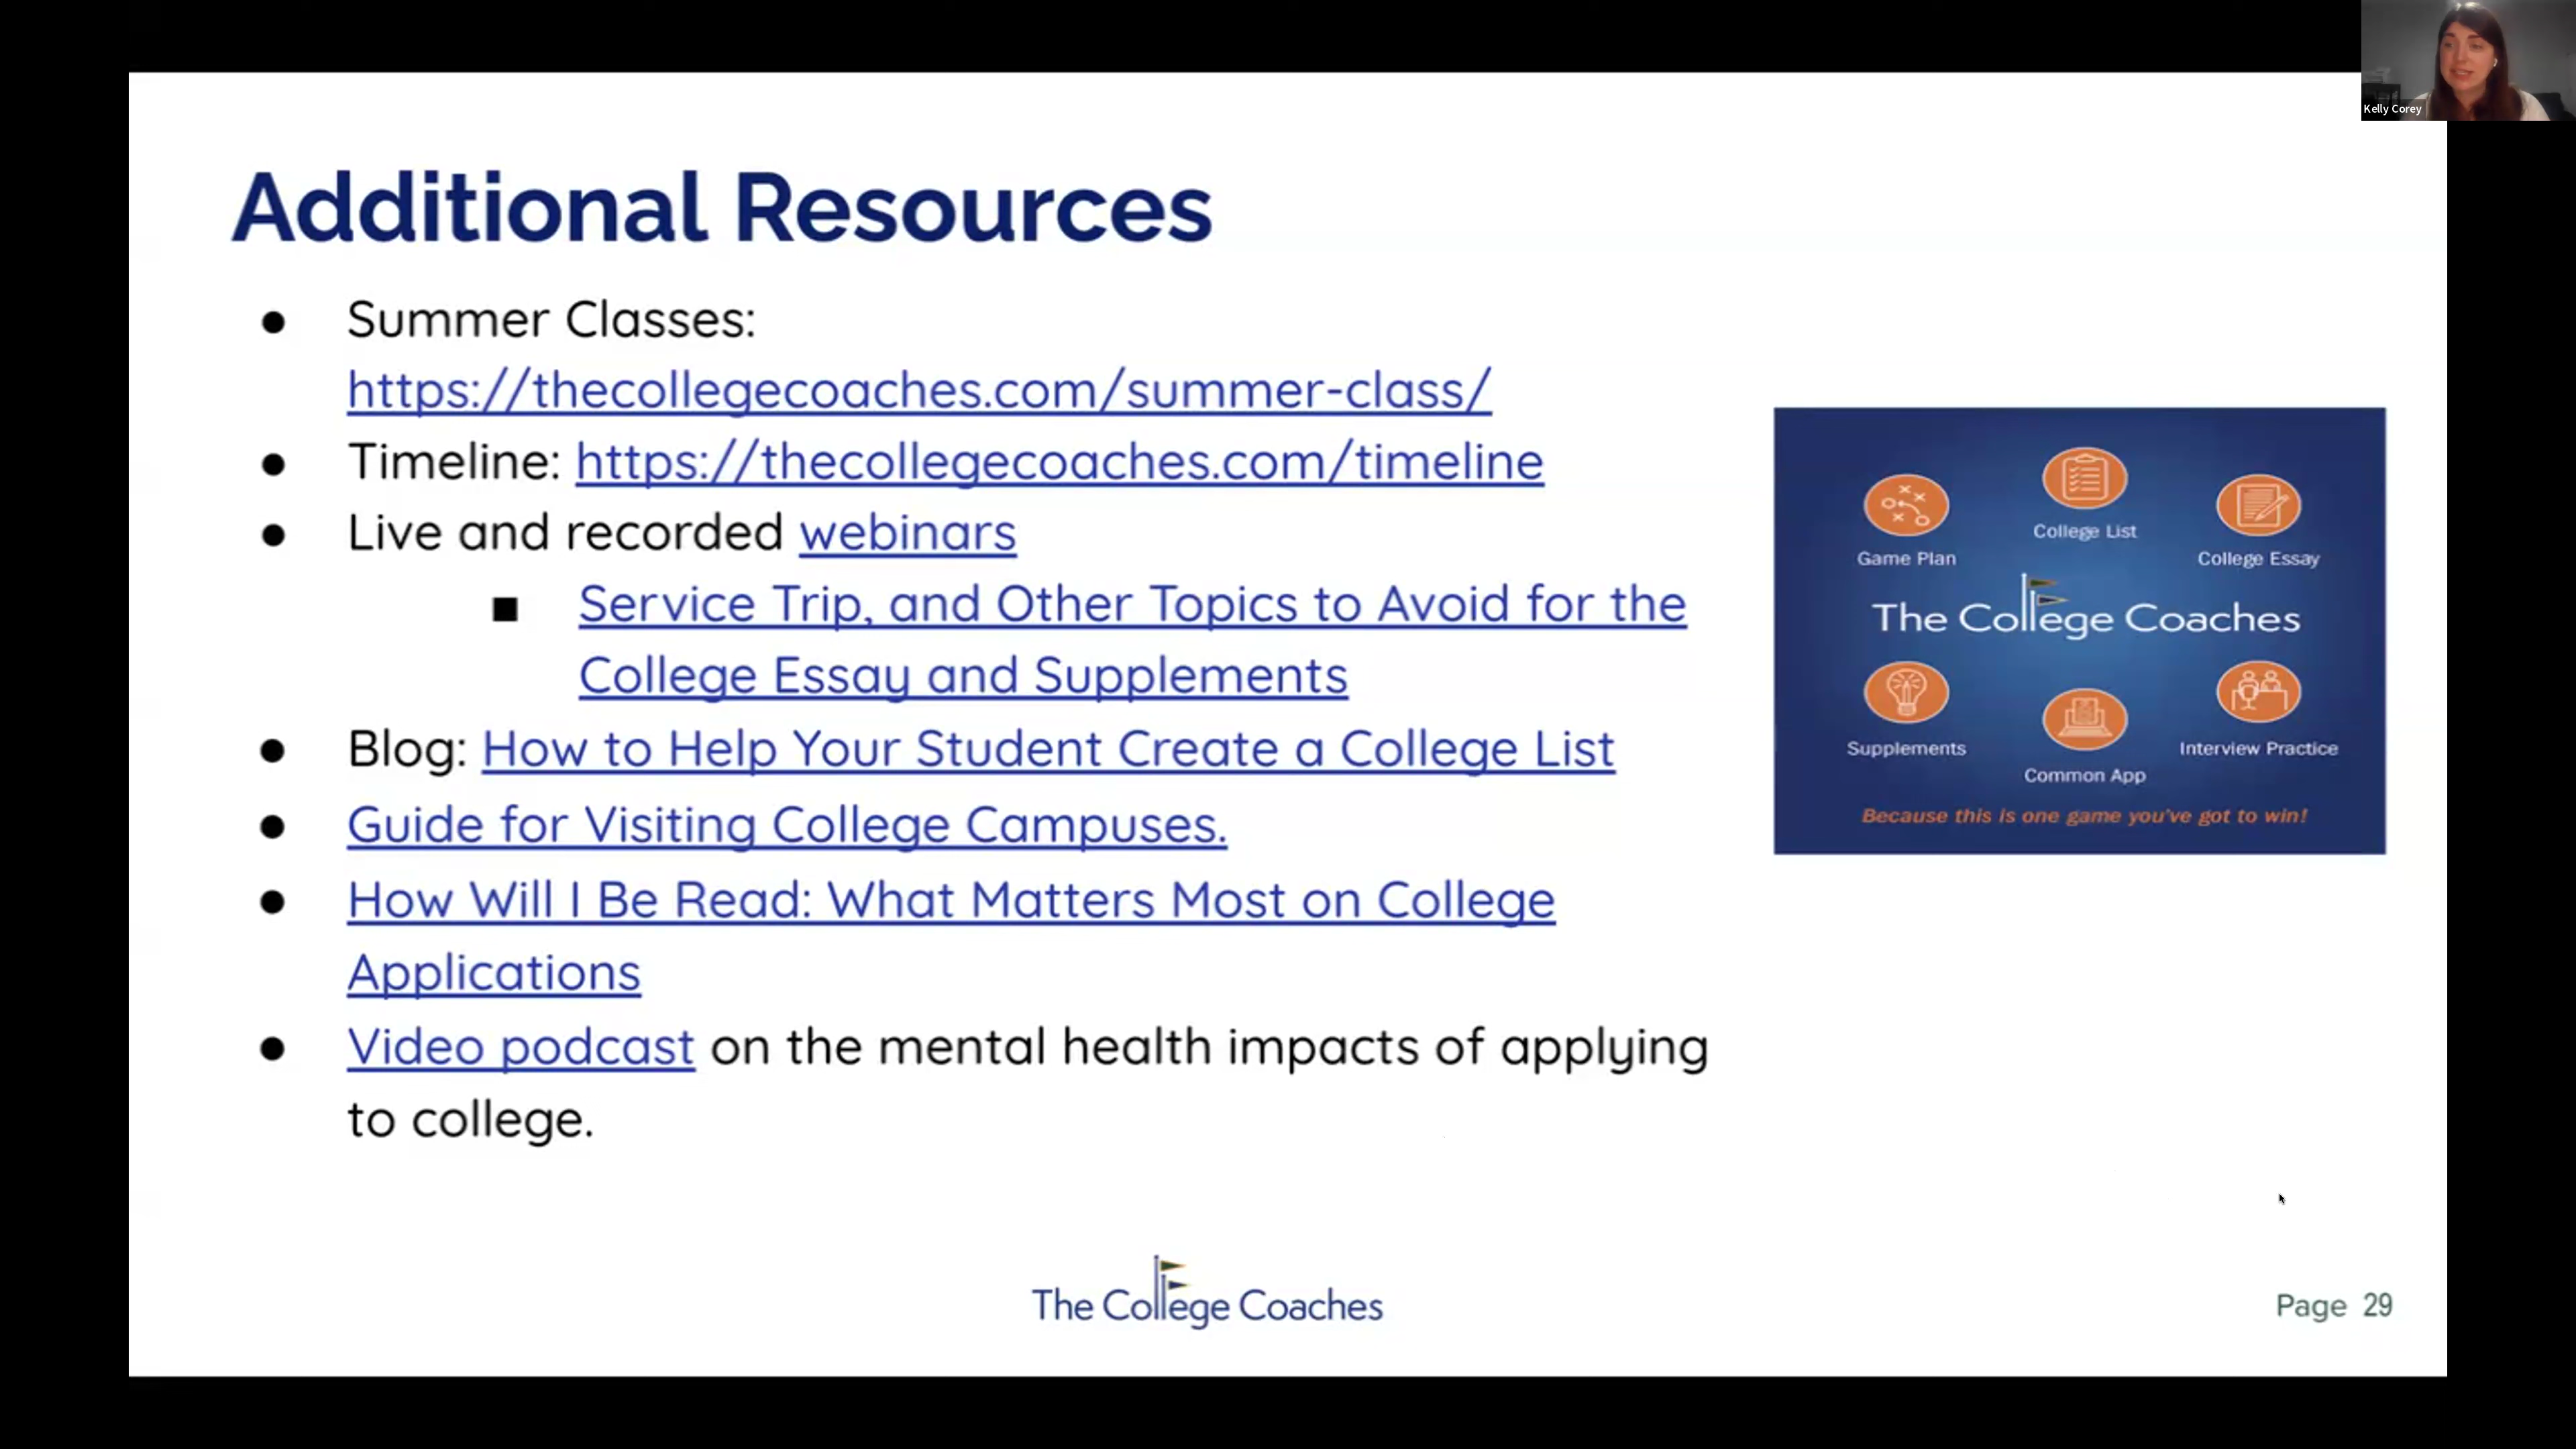 Kelly Corey
Additional Resources
● Summer Classes:
https://thecollegecoaches.com/summer-class/
● Timeline: https://thecollegecoaches.com/timeline
● Live and recorded webinars
■ Service Trip, and Other Topics to Avoid for the
College Essay and Supplements
● Blog: How to Help Your Student Create a College List
● Guide for Visiting College Campuses.
● How Will I Be Read: What Matters Most on College
Applications
● Video podcast on the mental health impacts of applying
to college.
Game Plan
College List
College Essay
The College Coaches
Supplements
Common App
Interview Practice
Because this is one game you've got to win!
The College Coaches
Page 29